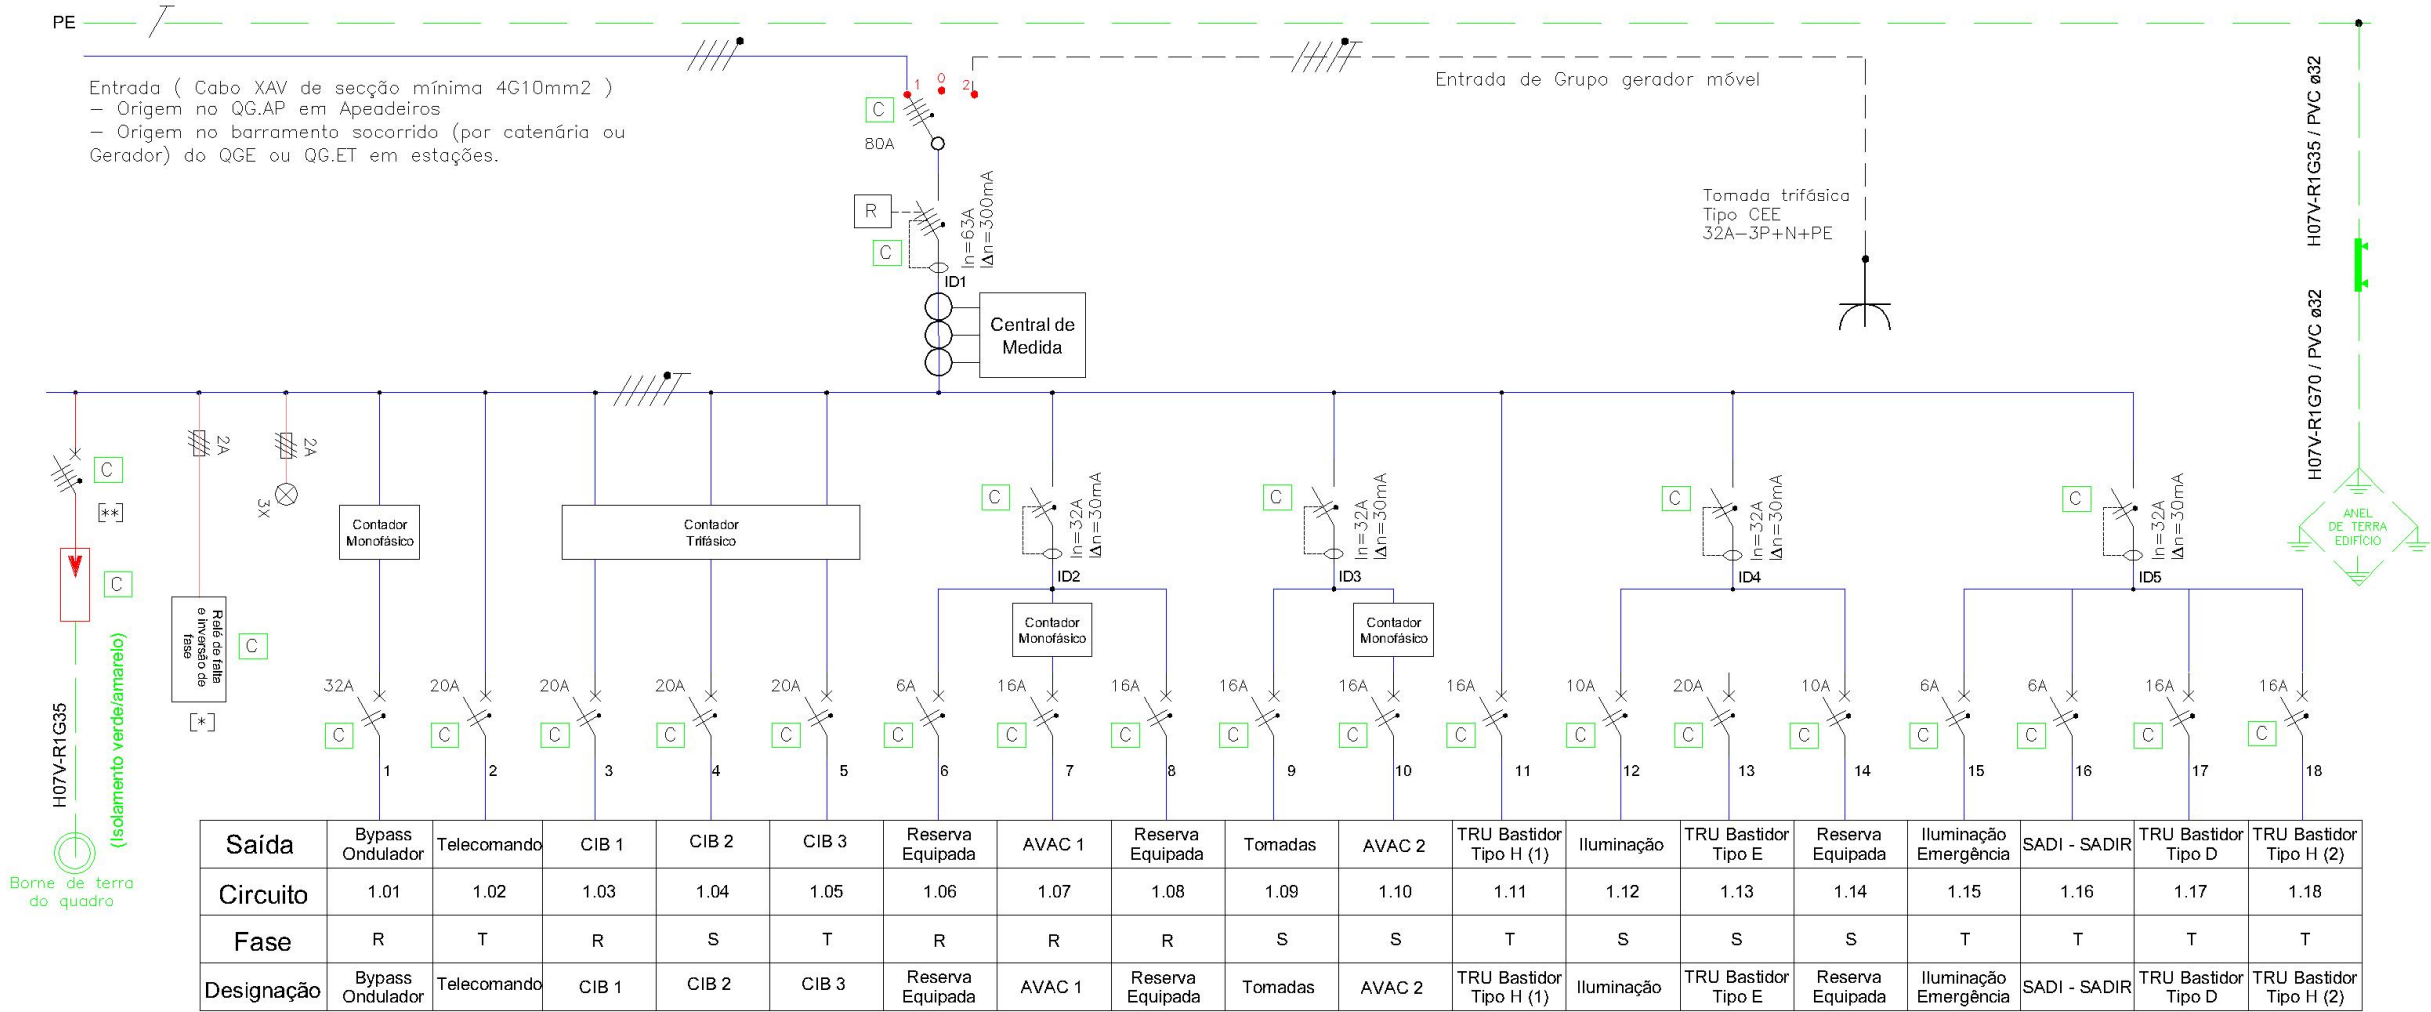 PE
Entrada ( Cabo XAV de secção mínima 4G10mm2 )
– Origem no QG.AP em Apeadeiros
– Origem no barramento socorrido (por catenária ou
Gerador) do QGE ou QG.ET em estações.
1 0 2
C
80A
Entrada de Grupo gerador móvel
Tomada trifásica
Tipo CEE
32A–3P+N+PE
H07V-R1G35 / PVC ø32
H07V-R1G70 / PVC ø32
ANEL
DE TERRA
EDIFÍCIO
R
C
In=63A
IΔn=300mA
ID1
Central de
Medida
C
[**]
C
H07V-R1G35
(Isolamento verde/amarelo)
Borne de terra
do quadro
2A
Relé de falta
e inversão de
fase
C
[*]
2A
3X
Contador
Monofásico
Contador
Trifásico
C
In=32A
IΔn=30mA
ID2
Contador
Monofásico
C
In=32A
IΔn=30mA
ID3
Contador
Monofásico
C
In=32A
IΔn=30mA
ID4
C
In=32A
IΔn=30mA
ID5
32A 20A 20A 20A 20A 6A 16A 16A 16A 16A 16A 10A 20A 10A 6A 6A 16A 16A
C C C C C C C C C C C C C C C C C C
1 2 3 4 5 6 7 8 9 10 11 12 13 14 15 16 17 18
Saída Bypass Ondulador Telecomando CIB 1 CIB 2 CIB 3 Reserva Equipada AVAC 1 Reserva Equipada Tomadas AVAC 2 TRU Bastidor Tipo H (1) Iluminação TRU Bastidor Tipo E Reserva Equipada Iluminação Emergência SADI - SADIR TRU Bastidor Tipo D TRU Bastidor Tipo H (2)
Circuito 1.01 1.02 1.03 1.04 1.05 1.06 1.07 1.08 1.09 1.10 1.11 1.12 1.13 1.14 1.15 1.16 1.17 1.18
Fase R T R S T R R R S S T S S S T T T T
Designação Bypass Ondulador Telecomando CIB 1 CIB 2 CIB 3 Reserva Equipada AVAC 1 Reserva Equipada Tomadas AVAC 2 TRU Bastidor Tipo H (1) Iluminação TRU Bastidor Tipo E Reserva Equipada Iluminação Emergência SADI - SADIR TRU Bastidor Tipo D TRU Bastidor Tipo H (2)